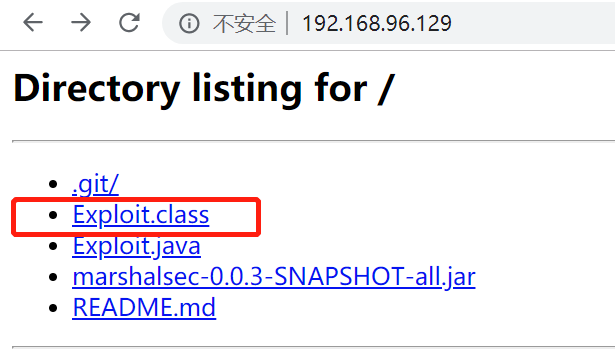 不安全 | 192.168.96.129
Directory listing for /
.git/
Exploit.class
Exploit.java
marshalsec-0.0.3-SNAPSHOT-all.jar
README.md